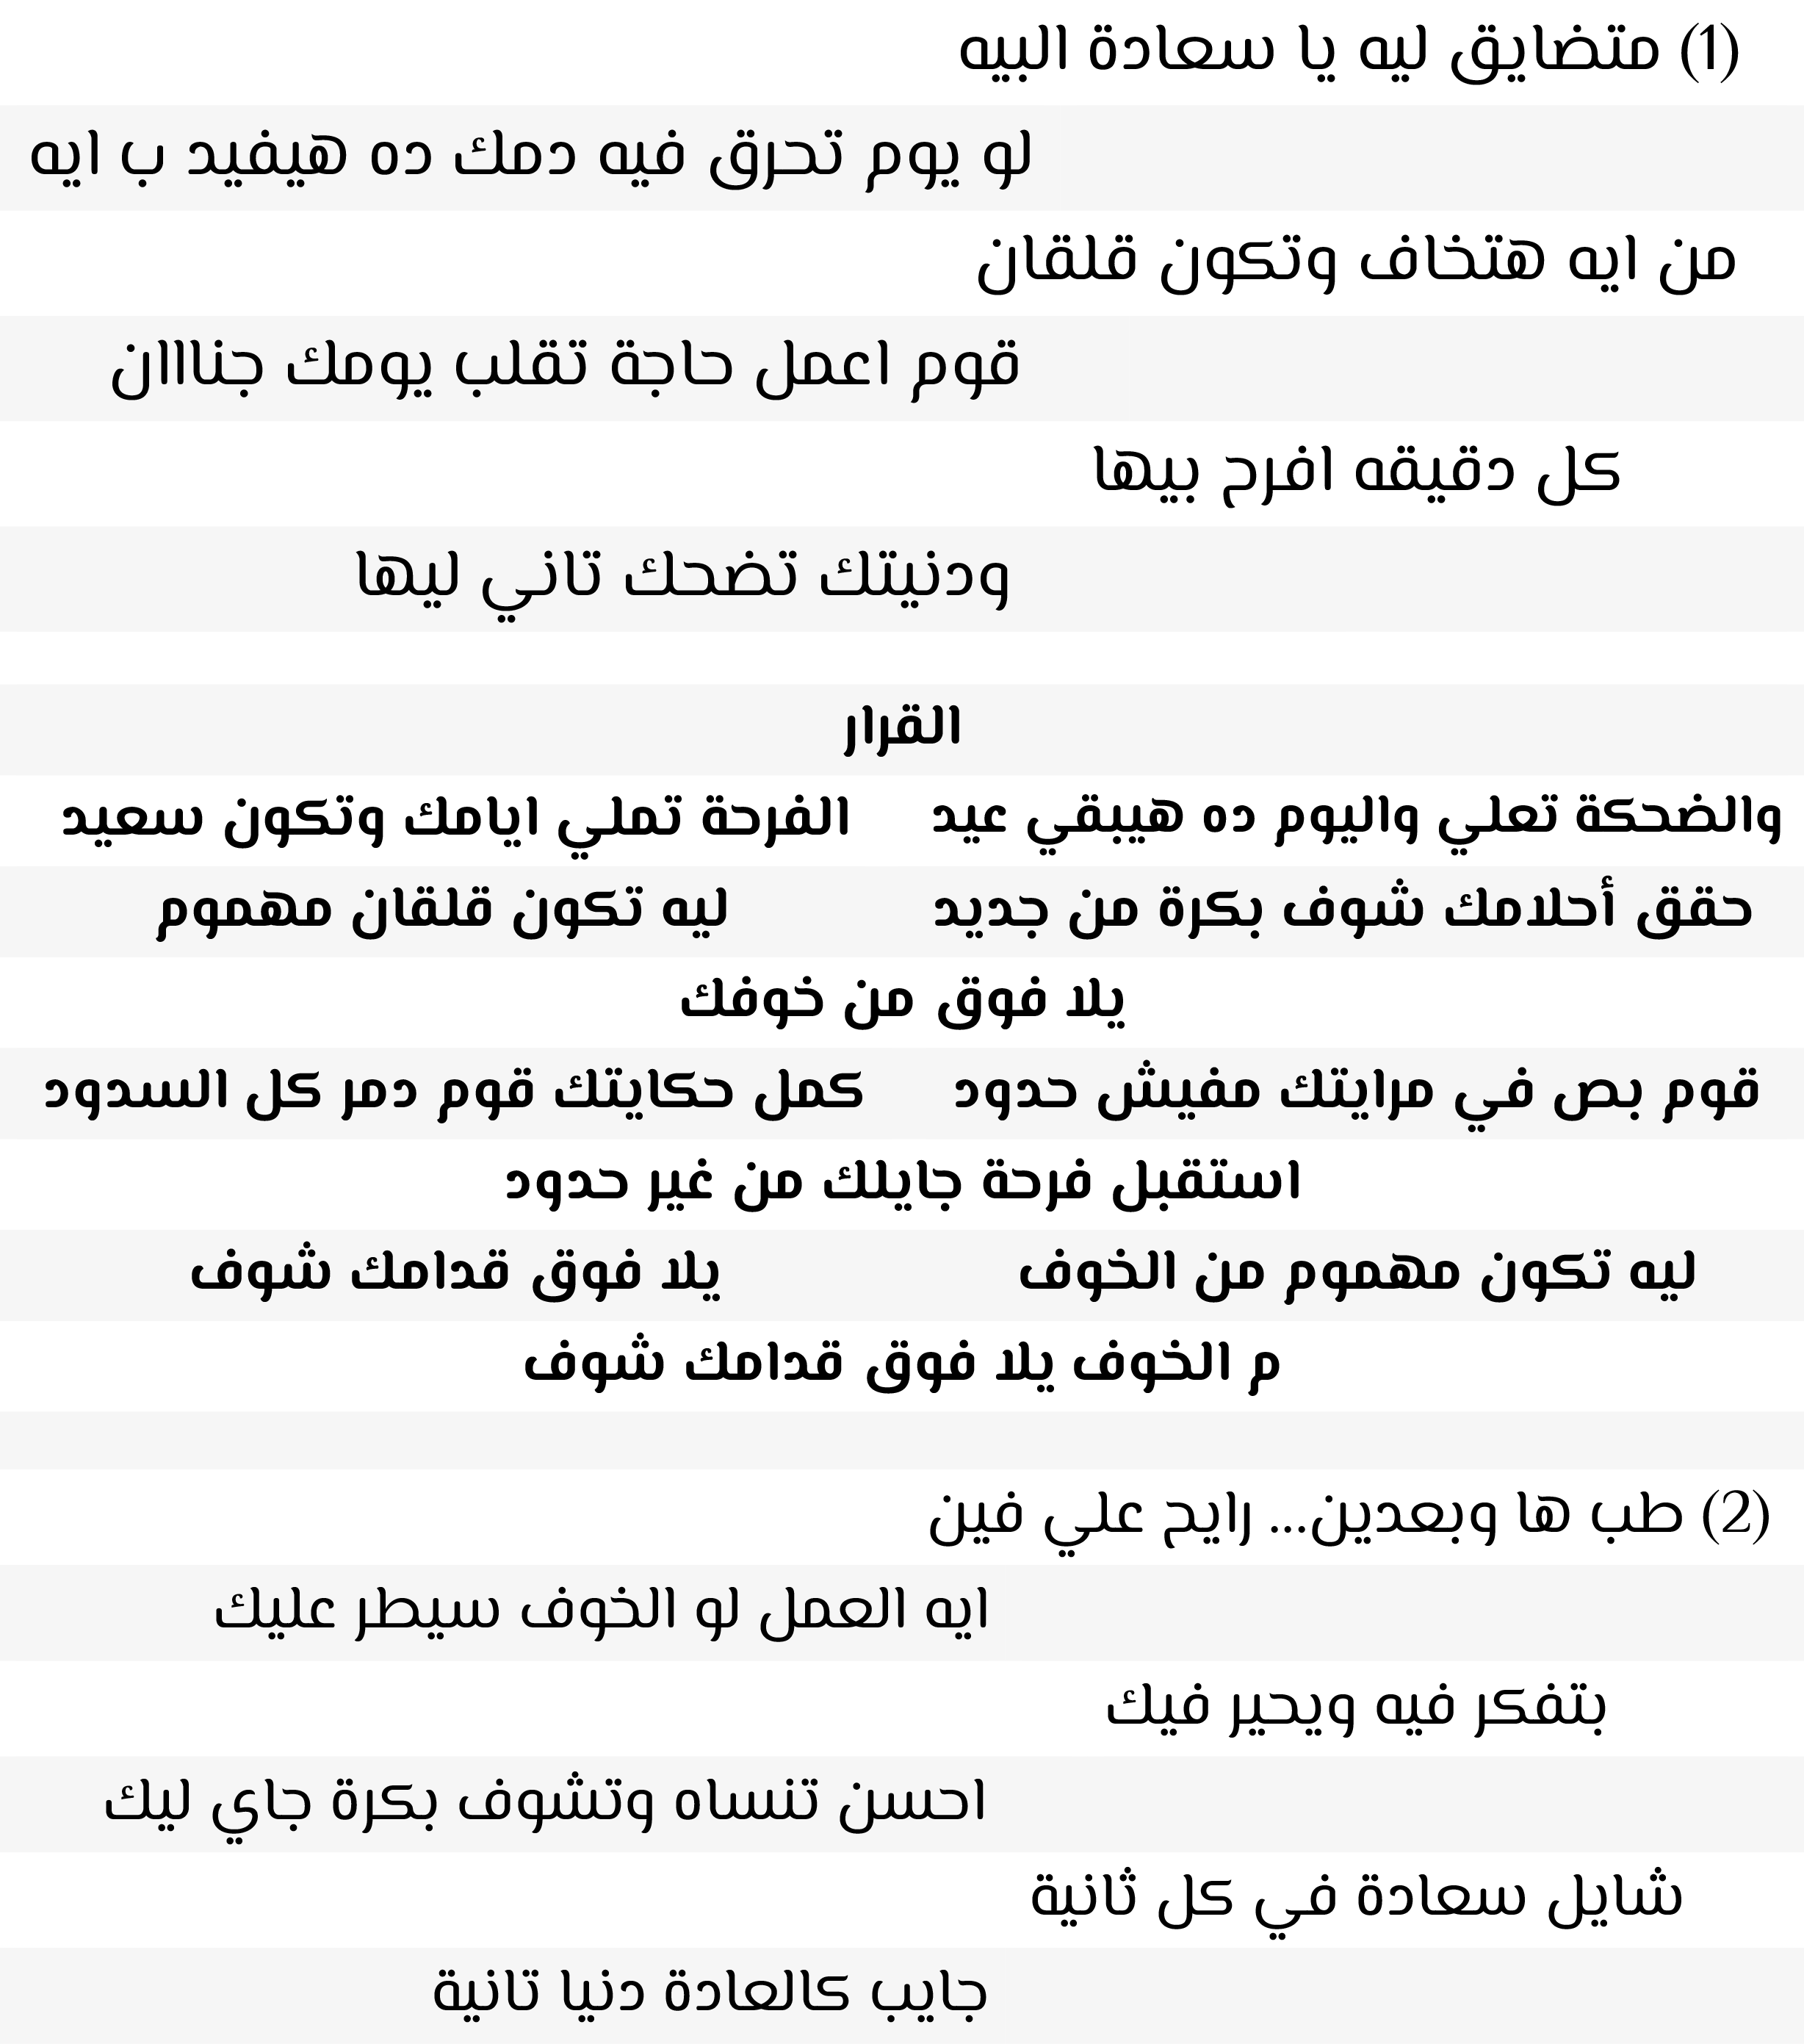 (1) متضايق ليه يا سعادة البيه
لو يوم تحرق فيه دمك ده هيفيد ب ايه
من ايه هتخاف وتكون قلقان
قوم اعمل حاجة تقلب يومك جنااان
كل دقيقه افرح بيها
ودنيتك تضحك تاني ليها
القرار
والضحكة تعلي واليوم ده هيبقي عيد الفرحة تملي ايامك وتكون سعيد
حقق أحلامك شوف بكرة من جديد ليه تكون قلقان مهموم
يلا فوق من خوفك
قوم بص في مرايتك مفيش حدود كمل حكايتك قوم دمر كل السدود
استقبل فرحة جايلك من غير حدود
ليه تكون مهموم من الخوف يلا فوق قدامك شوف
م الخوف يلا فوق قدامك شوف
(2) طب ها وبعدين... رايح علي فين
ايه العمل لو الخوف سيطر عليك
بتفكر فيه ويحير فيك
احسن تنساه وتشوف بكرة جاي ليك
شايل سعادة في كل ثانية
جايب كالعادة دنيا تانية